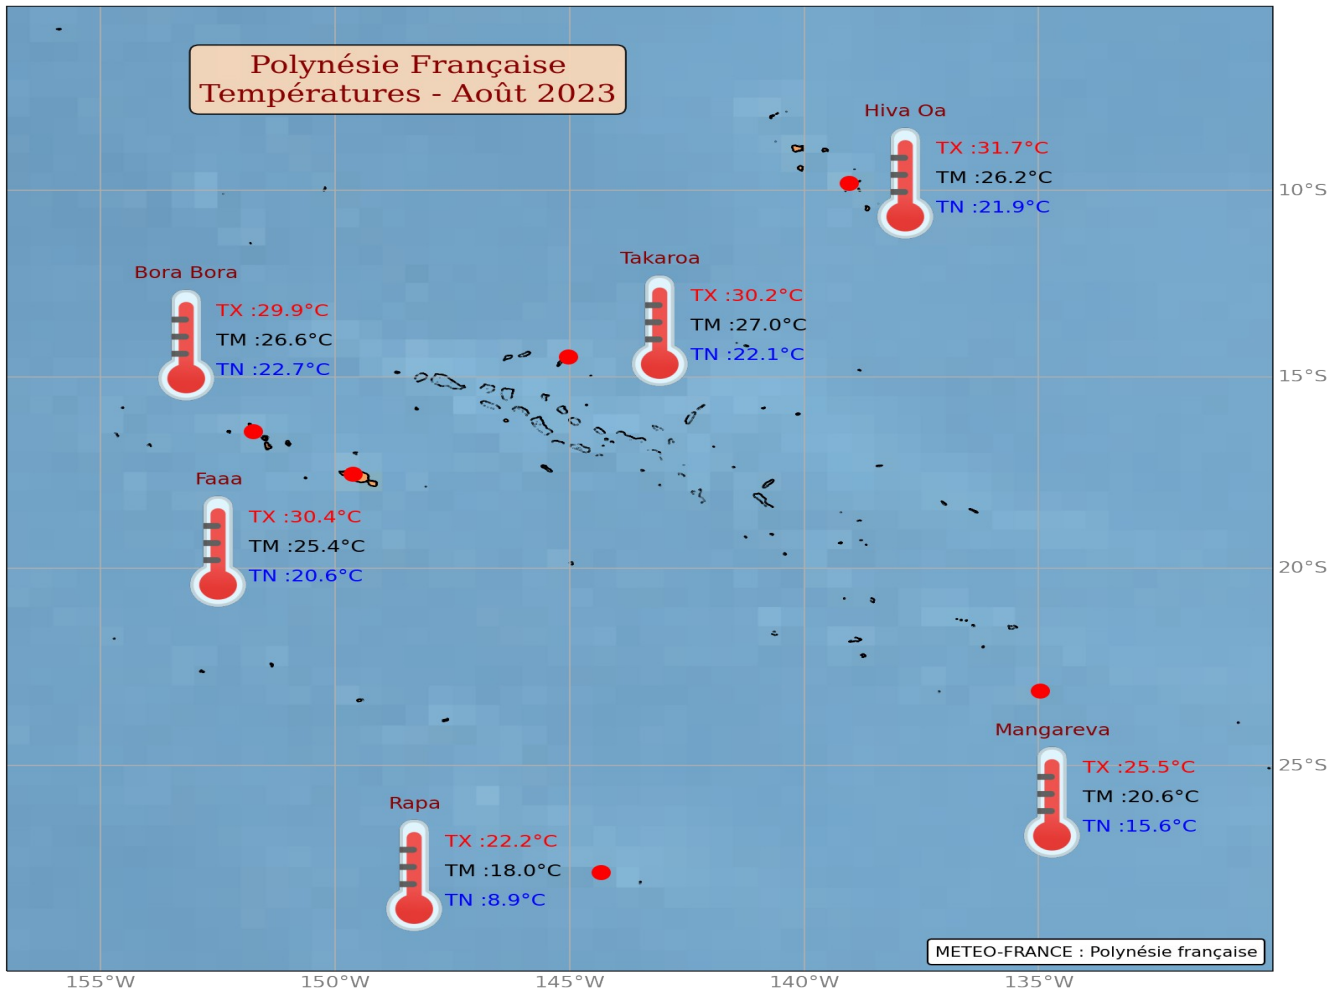 Polynésie Française
Températures - Août 2023
Hiva Oa
TX :31.7°C
TM :26.2°C
TN :21.9°C
10°S
Takaroa
TX :30.2°C
TM :27.0°C
TN :22.1°C
Bora Bora
TX :29.9°C
TM :26.6°C
TN :22.7°C
15°S
Faaa
TX :30.4°C
TM :25.4°C
TN :20.6°C
20°S
Mangareva
TX :25.5°C
TM :20.6°C
TN :15.6°C
25°S
Rapa
TX :22.2°C
TM :18.0°C
TN :8.9°C
METEO-FRANCE : Polynésie française
155°W 150°W 145°W 140°W 135°W